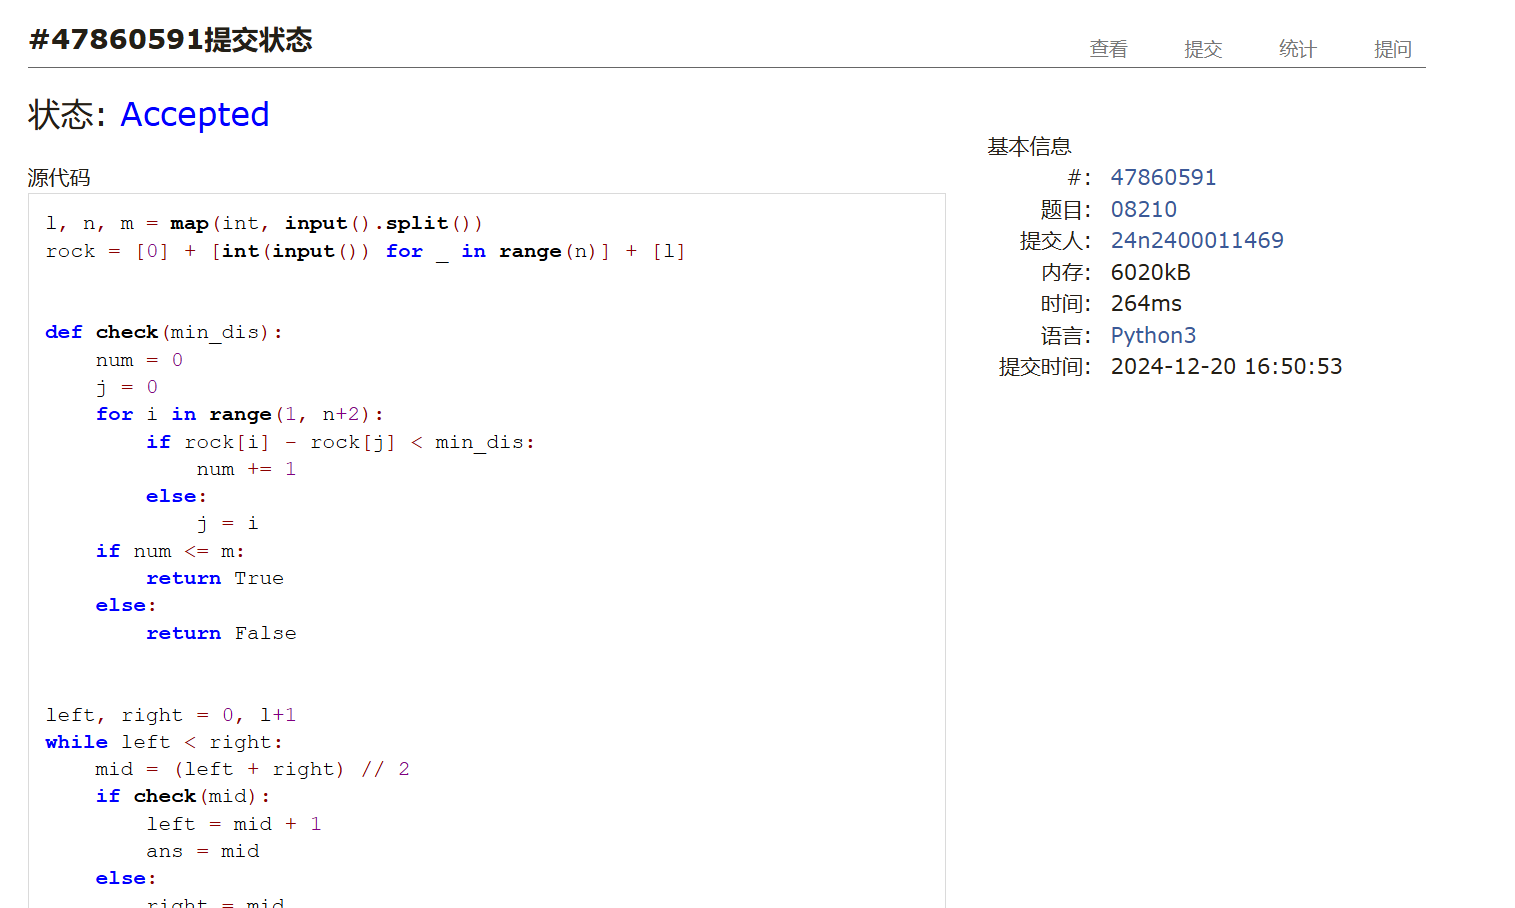 #47860591提交状态
查看 提交 统计 提问
状态: Accepted
源代码
l, n, m = map(int, input().split())
rock = [0] + [int(input()) for _ in range(n)] + [l]
def check(min_dis):
    num = 0
    j = 0
    for i in range(1, n+2):
        if rock[i] - rock[j] < min_dis:
            num += 1
        else:
            j = i
    if num <= m:
        return True
    else:
        return False
left, right = 0, l+1
while left < right:
    mid = (left + right) // 2
    if check(mid):
        left = mid + 1
        ans = mid
    else:
        right = mid
基本信息
#: 47860591
题目: 08210
提交人: 24n2400011469
内存: 6020kB
时间: 264ms
语言: Python3
提交时间: 2024-12-20 16:50:53